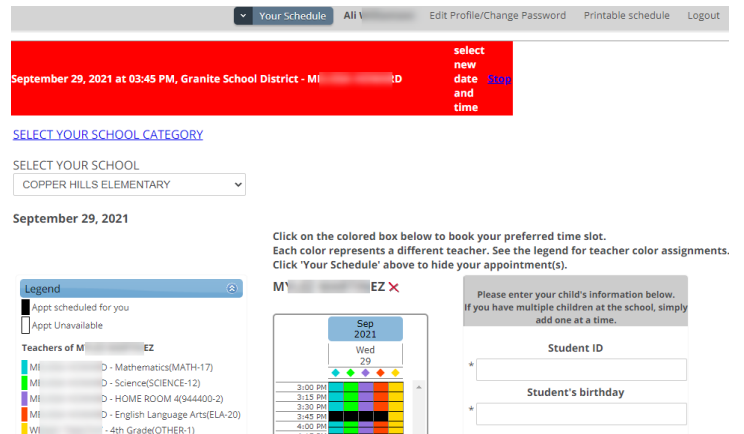 Your Schedule Ali Edit Profile/Change Password Printable schedule Logout
September 29, 2021 at 03:45 PM, Granite School District - select new date and time Stop
SELECT YOUR SCHOOL CATEGORY
SELECT YOUR SCHOOL
COPPER HILLS ELEMENTARY
September 29, 2021
Click on the colored box below to book your preferred time slot.
Each color represents a different teacher. See the legend for teacher color assignments.
Click 'Your Schedule' above to hide your appointment(s).
Legend
Appt scheduled for you
Appt Unavailable
Teachers of
- Mathematics(MATH-17)
- Science(SCIENCE-12)
- HOME ROOM 4(944400-2)
- English Language Arts(ELA-20)
- 4th Grade(OTHER-1)
Sep
2021
Wed
29
3:00 PM
3:15 PM
3:30 PM
3:45 PM
4:00 PM
Please enter your child's information below.
If you have multiple children at the school, simply
add one at a time.
Student ID
*
Student's birthday
*